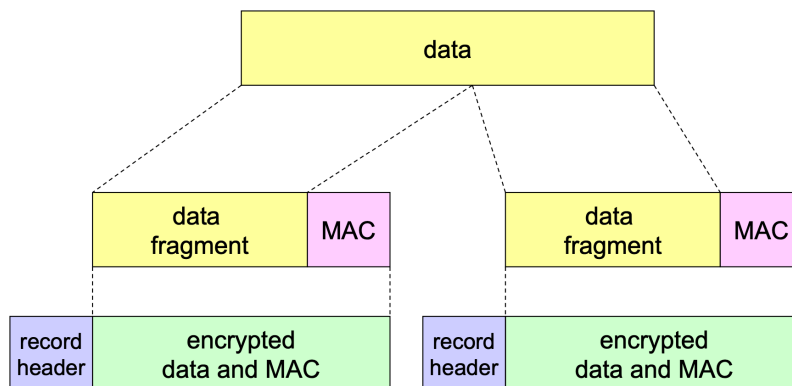 data
data
fragment
MAC
data
fragment
MAC
record
header
encrypted
data and MAC
record
header
encrypted
data and MAC